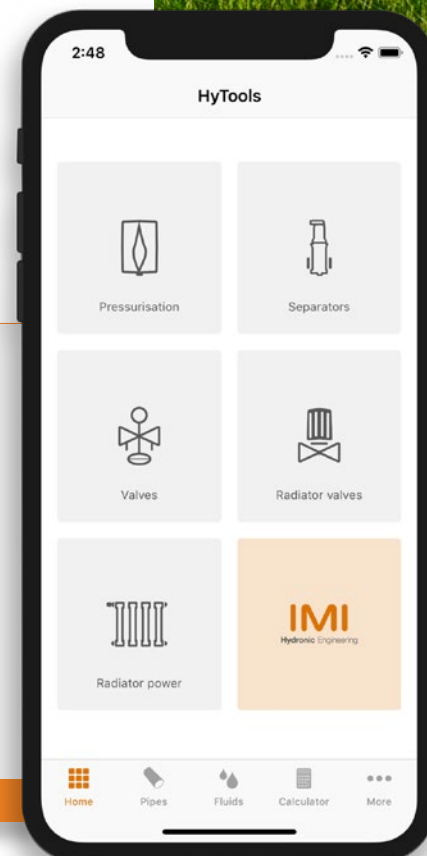 2:48
HyTools
Pressurisation
Separators
Valves
Radiator valves
Radiator power
IMI
Hydronic Engineering
Home
Pipes
Fluids
Calculator
More